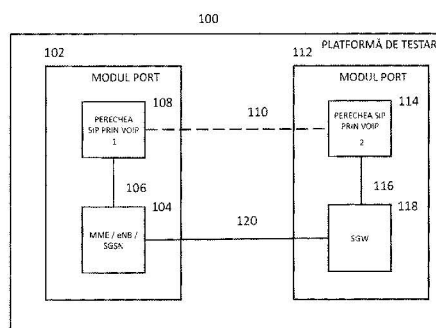 100
PLATFORMĂ DE TESTAR
102
112
MODUL PORT
MODUL PORT
108
114
PERECHEA
SIP PRIN VOIP
1
110
PERECHEA SIP
PRIN VOIP
2
106
116
104
118
MME / eNB /
SGSN
120
SGW